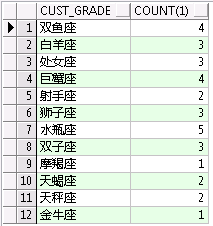 CUST_GRADE COUNT(1)
1 双鱼座 4
2 白羊座 3
3 处女座 3
4 巨蟹座 4
5 射手座 2
6 狮子座 3
7 水瓶座 5
8 双子座 3
9 摩羯座 1
10 天蝎座 2
11 天秤座 2
12 金牛座 1